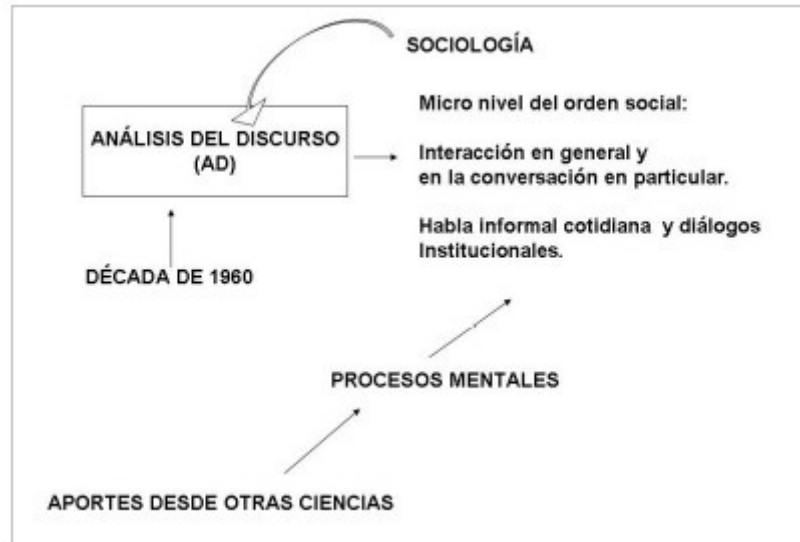 SOCIOLOGÍA
ANÁLISIS DEL DISCURSO
(AD)
Micro nivel del orden social:
Interacción en general y
en la conversación en particular.
Habla informal cotidiana y diálogos
Institucionales.
DÉCADA DE 1960
PROCESOS MENTALES
APORTES DESDE OTRAS CIENCIAS